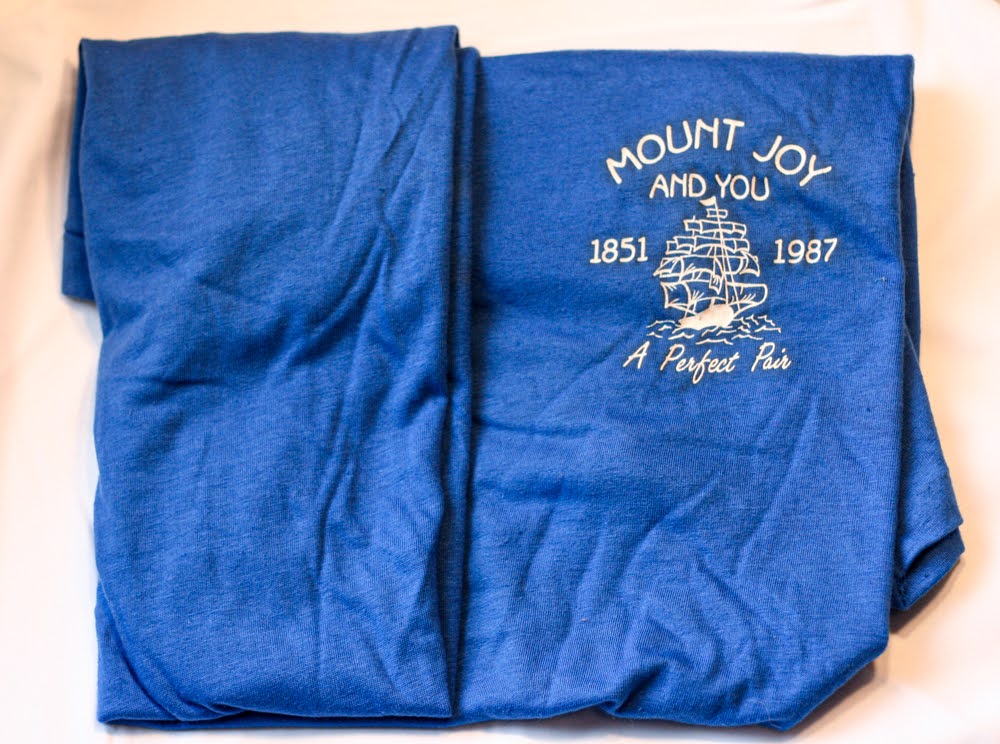 MOUNT JOY
AND YOU
1851 1987
A Perfect Pair